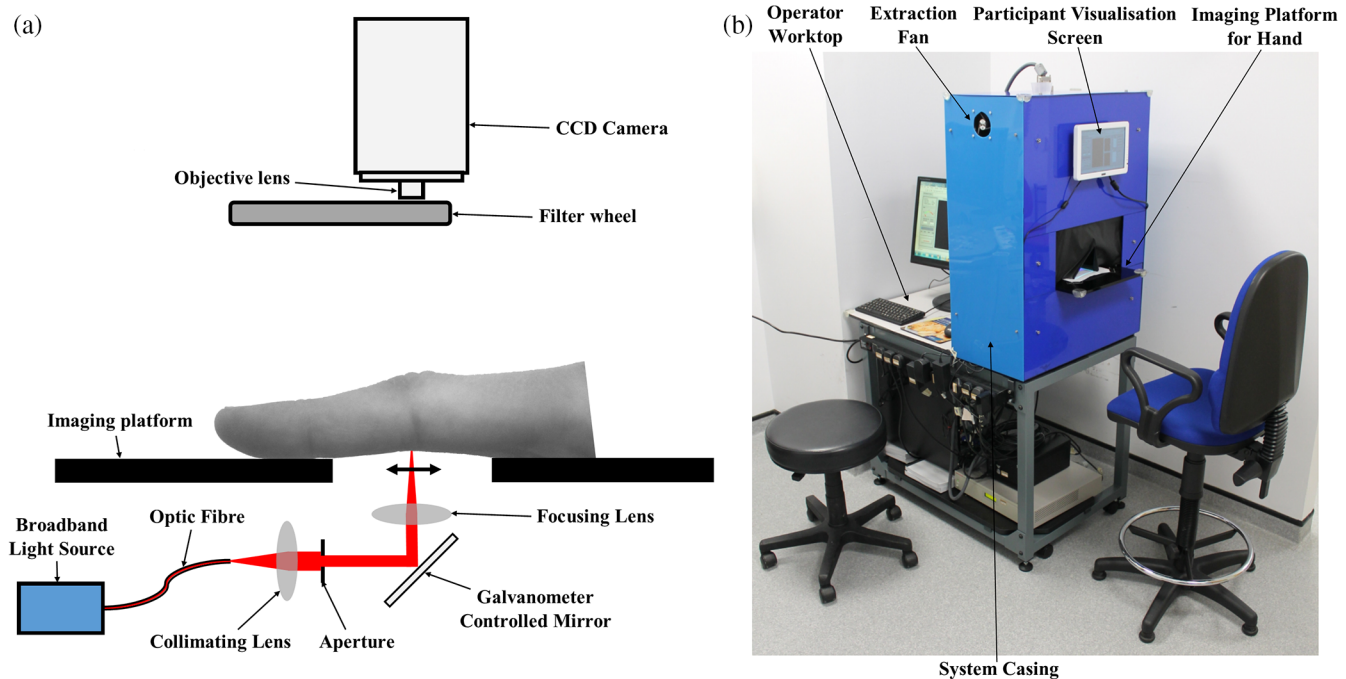 (a)
CCD Camera
Objective lens
Filter wheel
Imaging platform
Broadband
Light Source
Optic Fibre
Focusing Lens
Collimating Lens
Aperture
Galvanometer
Controlled Mirror
(b)
Operator
Worktop
Extraction
Fan
Participant Visualisation
Screen
Imaging Platform
for Hand
System Casing